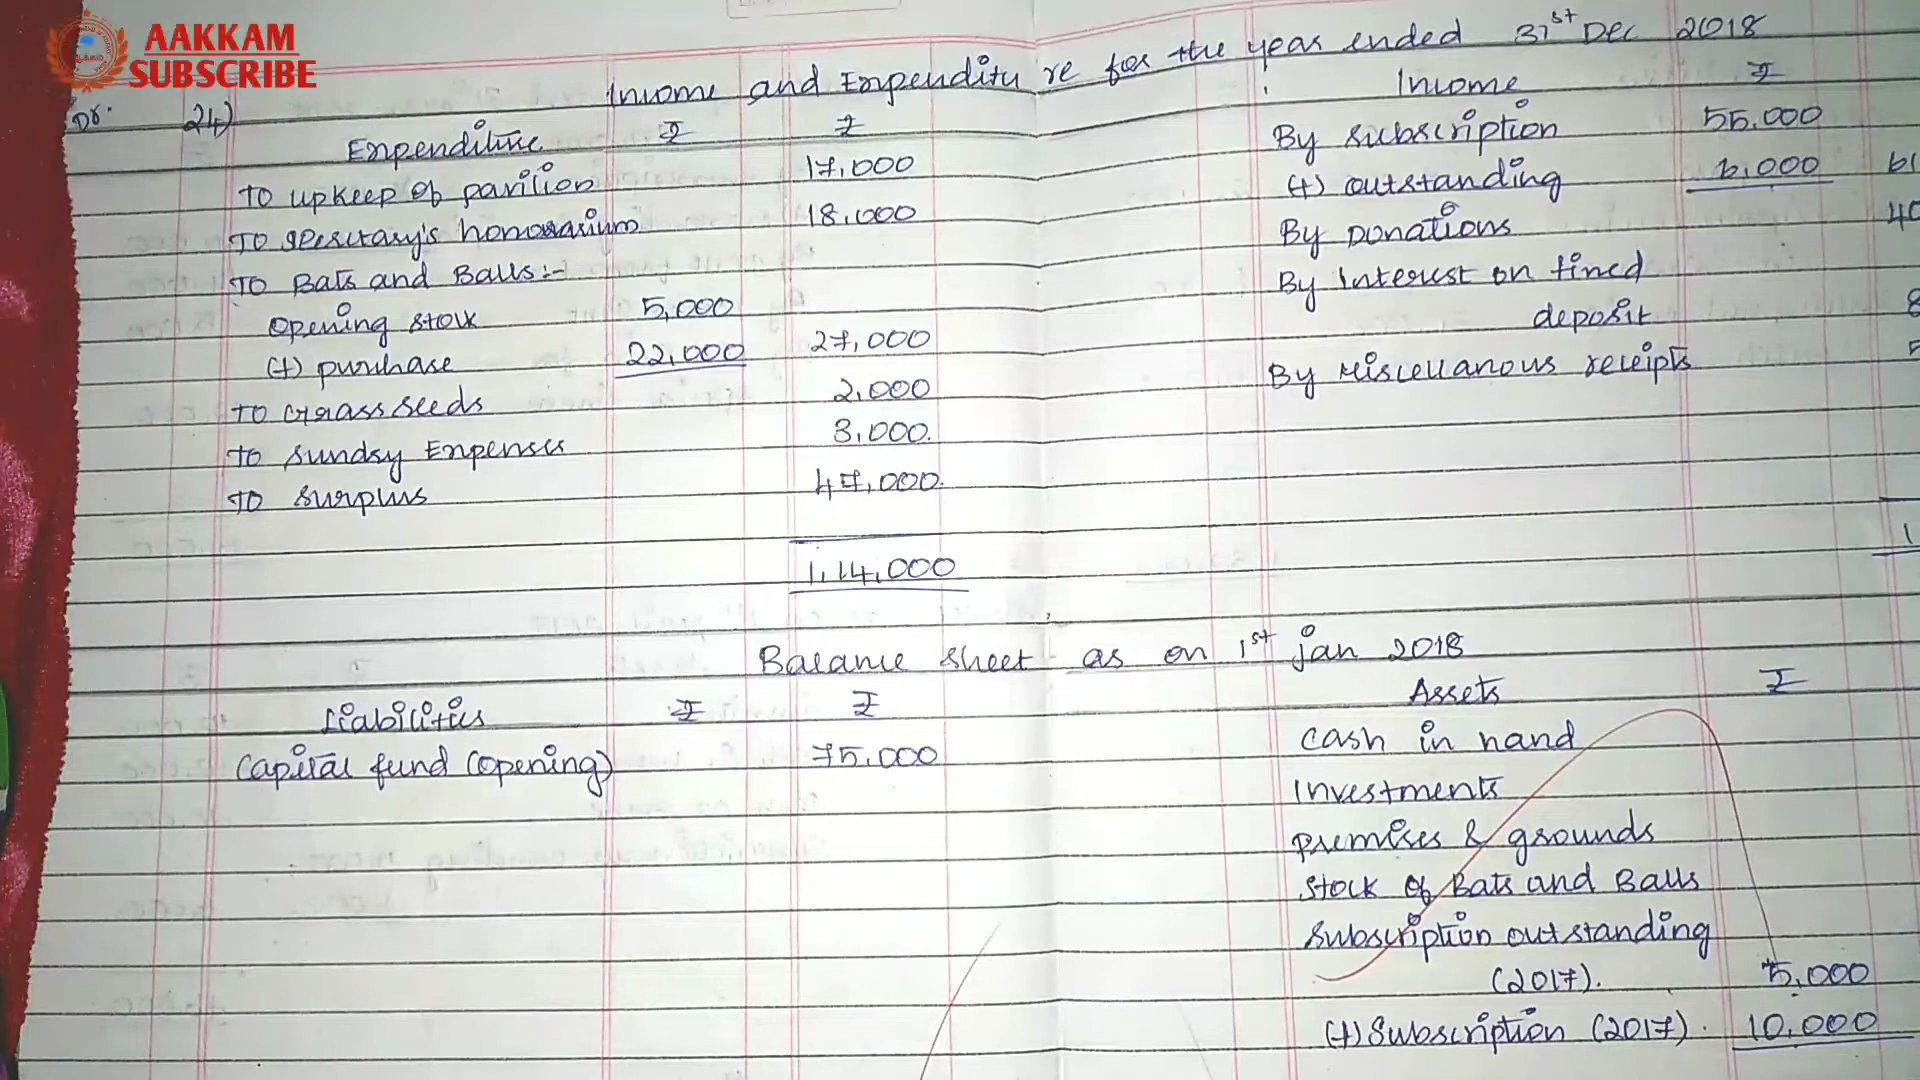 AAKKAM
SUBSCRIBE
Income and Expenditure for the year ended 31st Dec 2018
Dr. 24)
Expenditure ₹ ₹ Income ₹
To upkeep of pavilion 17,000 By subscription 55,000
To secretary's honorarium 18,000 (+) outstanding 6,000 61
To Bats and Balls:- By Donations 40
opening stock 5,000 By Interest on fixed
(+) purchase 22,000 27,000 deposit 8
To Grass seeds 2,000 By Miscellanous receipts 5
To sundry Expenses 3,000.
To surplus 47,000.
1,14,000 1
Balance sheet as on 1st jan 2018
Liabilities ₹ ₹ Assets ₹
Capital fund (opening) 75,000 Cash in hand
Investments
Premises & grounds
Stock of Bats and Balls
Subscription outstanding
(2017). 5,000
(+) Subscription (2017). 10,000